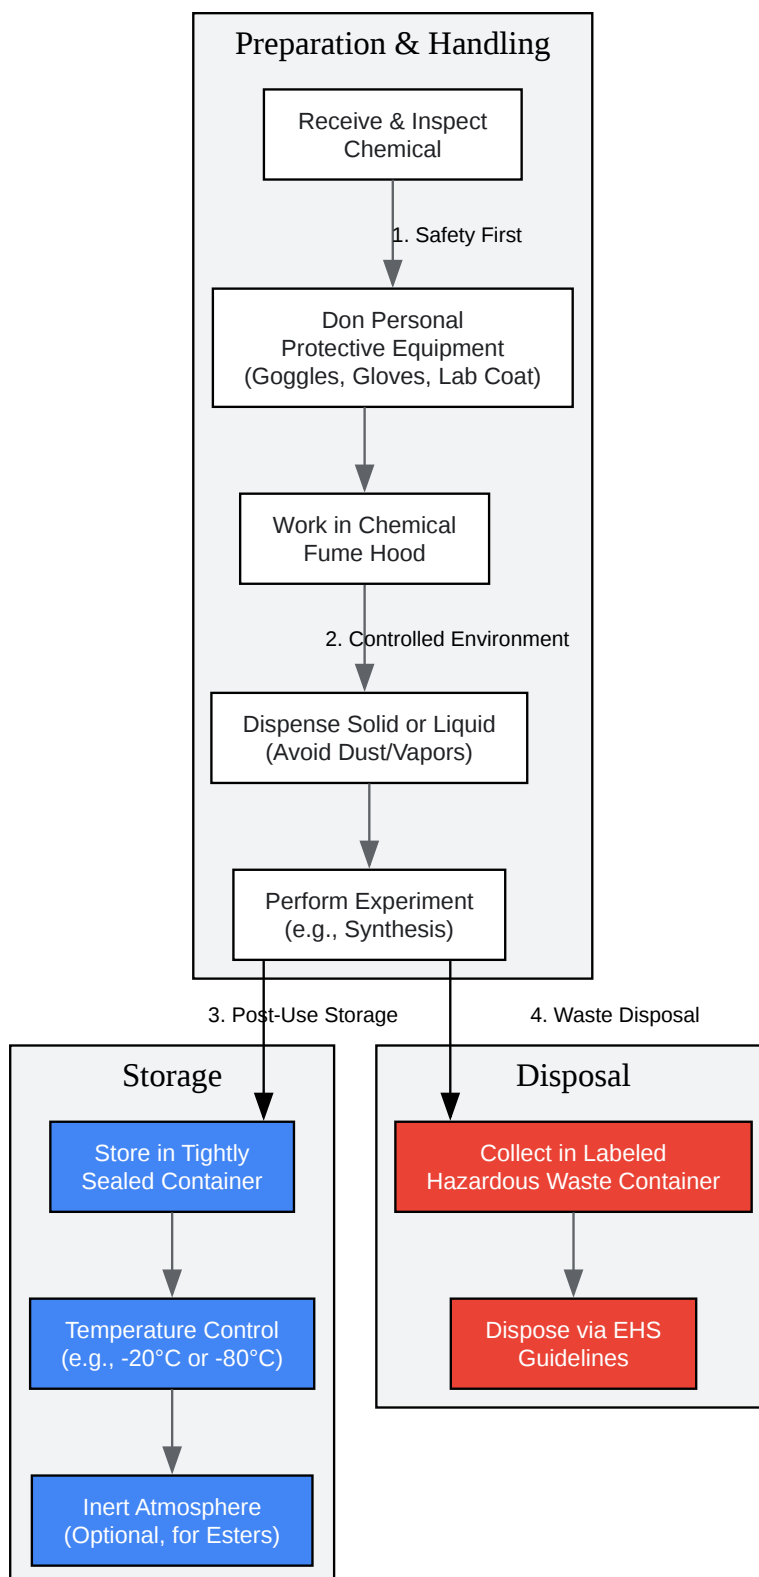 Preparation & Handling
Receive & Inspect
Chemical
1. Safety First
Don Personal
Protective Equipment
(Goggles, Gloves, Lab Coat)
Work in Chemical
Fume Hood
2. Controlled Environment
Dispense Solid or Liquid
(Avoid Dust/Vapors)
Perform Experiment
(e.g., Synthesis)
3. Post-Use Storage
4. Waste Disposal
Storage
Store in Tightly
Sealed Container
Temperature Control
(e.g., -20°C or -80°C)
Inert Atmosphere
(Optional, for Esters)
Disposal
Collect in Labeled
Hazardous Waste Container
Dispose via EHS
Guidelines